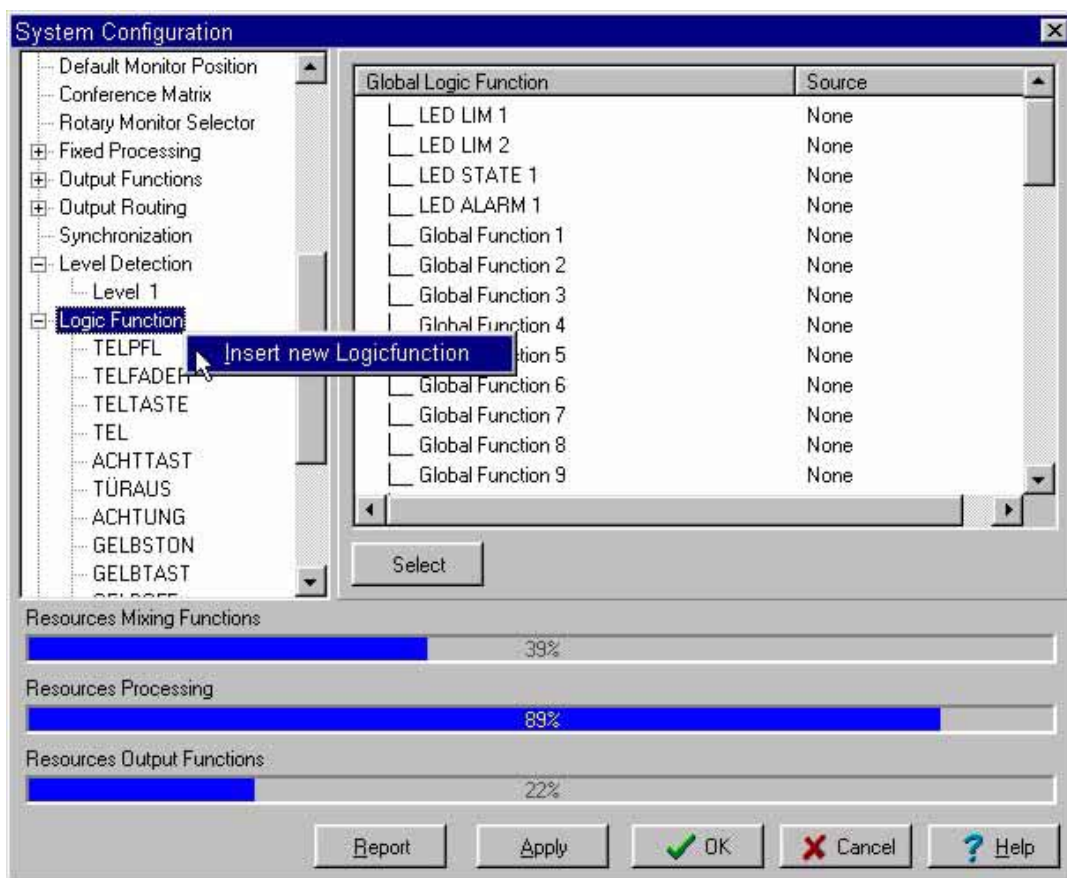 System Configuration
Default Monitor Position
Conference Matrix
Rotary Monitor Selector
Fixed Processing
Output Functions
Output Routing
Synchronization
Level Detection
Level 1
Logic Function
TELPFL
TELFADER
TELTASTE
TEL
ACHTTAST
TÜRAUS
ACHTUNG
GELBSTON
GELBTAST
Insert new Logicfunction
Global Logic Function Source
LED LIM 1 None
LED LIM 2 None
LED STATE 1 None
LED ALARM 1 None
Global Function 1 None
Global Function 2 None
Global Function 3 None
Global Function 4 None
ction 5 None
Global Function 6 None
Global Function 7 None
Global Function 8 None
Global Function 9 None
Select
Resources Mixing Functions
39%
Resources Processing
89%
Resources Output Functions
22%
Report Apply OK Cancel Help